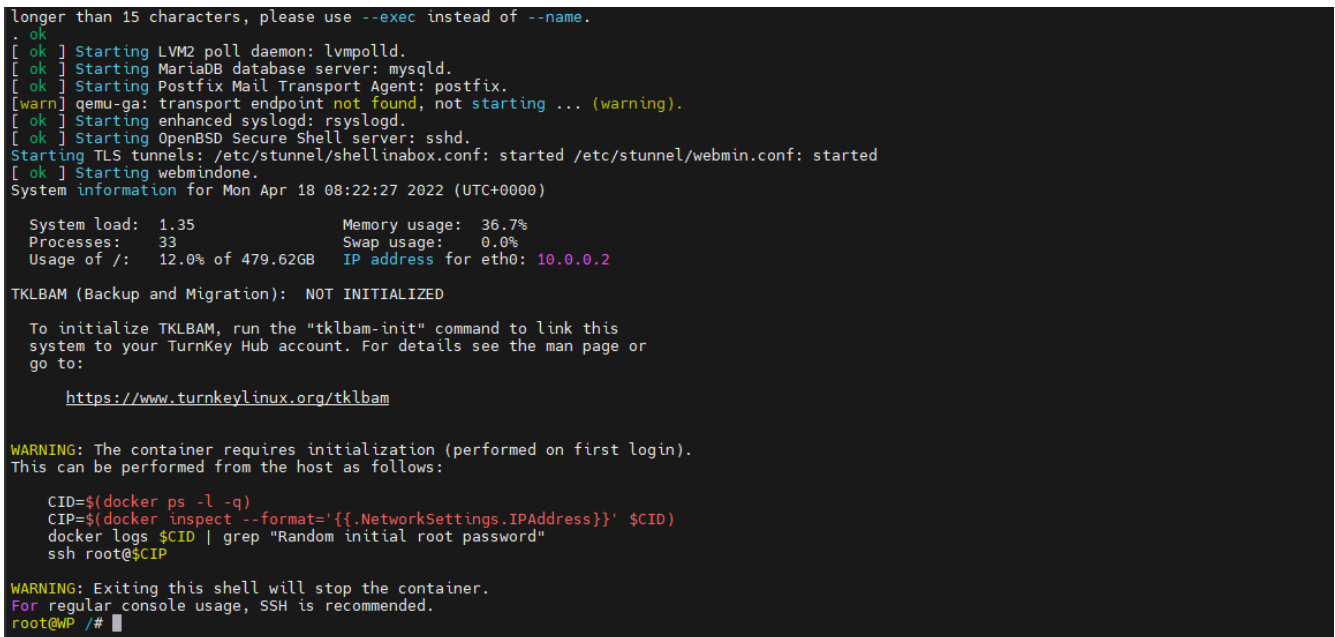 longer than 15 characters, please use --exec instead of --name.
. ok
[ ok ] Starting LVM2 poll daemon: lvmpolld.
[ ok ] Starting MariaDB database server: mysqld.
[ ok ] Starting Postfix Mail Transport Agent: postfix.
[warn] qemu-ga: transport endpoint not found, not starting ... (warning).
[ ok ] Starting enhanced syslogd: rsyslogd.
[ ok ] Starting OpenBSD Secure Shell server: sshd.
Starting TLS tunnels: /etc/stunnel/shellinabox.conf: started /etc/stunnel/webmin.conf: started
[ ok ] Starting webmindone.
System information for Mon Apr 18 08:22:27 2022 (UTC+0000)
System load: 1.35 Memory usage: 36.7%
Processes: 33 Swap usage: 0.0%
Usage of /: 12.0% of 479.62GB IP address for eth0: 10.0.0.2
TKLBAM (Backup and Migration): NOT INITIALIZED
To initialize TKLBAM, run the "tklbam-init" command to link this
system to your TurnKey Hub account. For details see the man page or
go to:
https://www.turnkeylinux.org/tklbam
WARNING: The container requires initialization (performed on first login).
This can be performed from the host as follows:
CID=$(docker ps -l -q)
CIP=$(docker inspect --format='{{.NetworkSettings.IPAddress}}' $CID)
docker logs $CID | grep "Random initial root password"
ssh root@$CIP
WARNING: Exiting this shell will stop the container.
For regular console usage, SSH is recommended.
root@WP /#